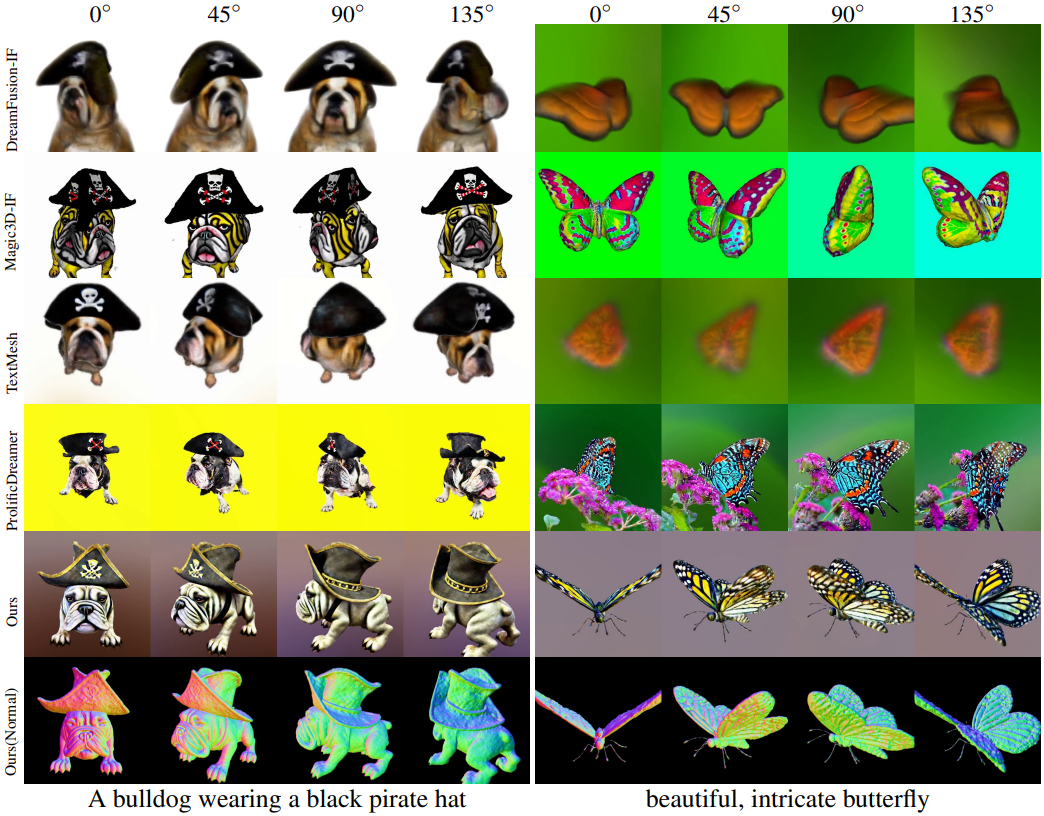 0° 45° 90° 135° 0° 45° 90° 135°
DreamFusion-IF
Magic3D-IF
TextMesh
ProlificDreamer
Ours
Ours(Normal)
A bulldog wearing a black pirate hat
beautiful, intricate butterfly